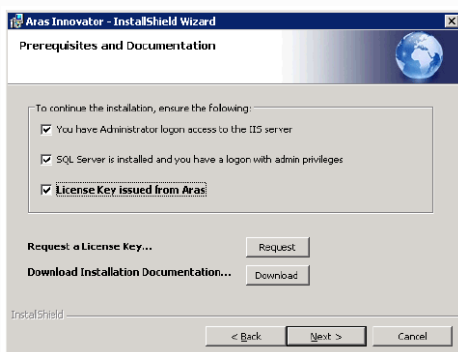 Aras Innovator - InstallShield Wizard
Prerequisites and Documentation
To continue the installation, ensure the following:
You have Administrator logon access to the IIS server
SQL Server is installed and you have a logon with admin privileges
License Key issued from Aras
Request a License Key...
Request
Download Installation Documentation...
Download
InstallShield
< Back
Next >
Cancel